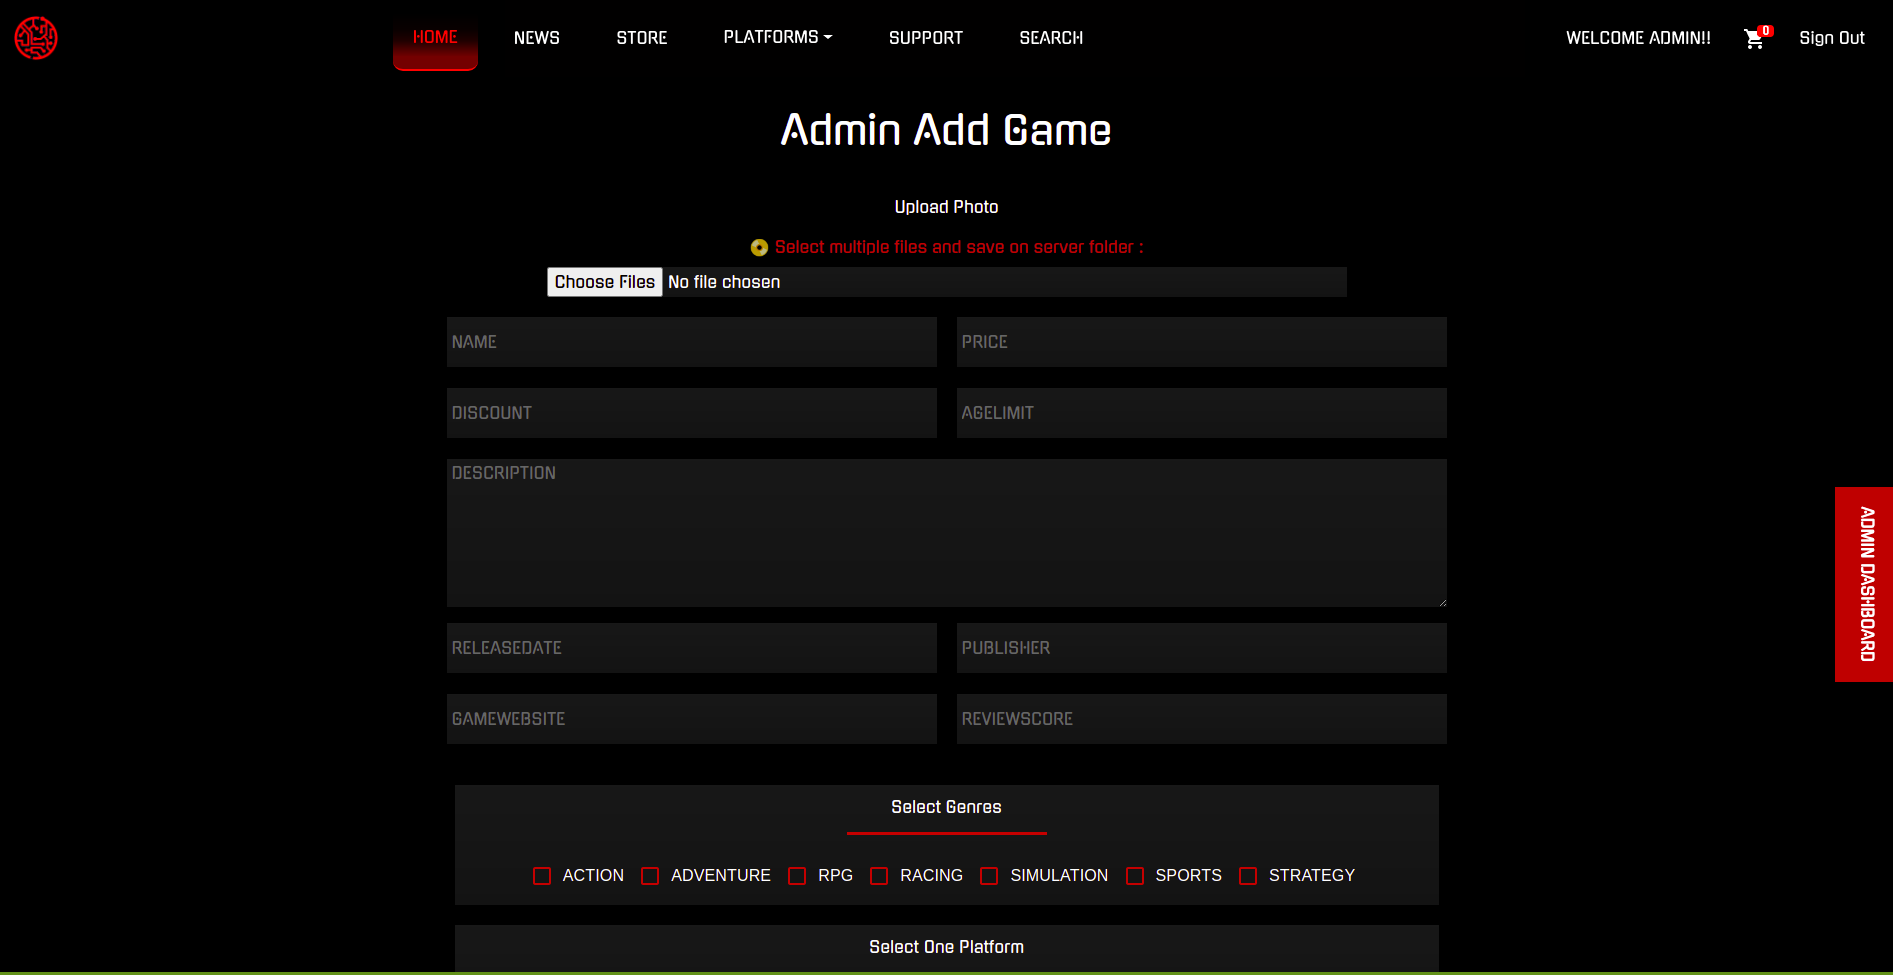 HOME NEWS STORE PLATFORMS SUPPORT SEARCH WELCOME ADMIN!! 0 Sign Out
Admin Add Game
Upload Photo
Select multiple files and save on server folder :
Choose Files No file chosen
NAME PRICE
DISCOUNT AGELIMIT
DESCRIPTION
ADMIN DASHBOARD
RELEASEDATE PUBLISHER
GAMEWEBSITE REVIEWSCORE
Select Genres
ACTION ADVENTURE RPG RACING SIMULATION SPORTS STRATEGY
Select One Platform